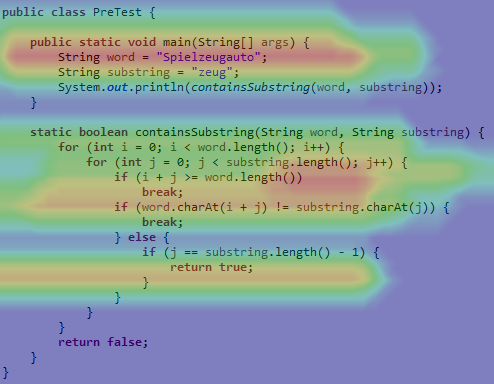 public class PreTest {
public static void main(String[] args) {
String word = "Spielzeugauto";
String substring = "zeug";
System.out.println(containsSubstring(word, substring));
}
static boolean containsSubstring(String word, String substring) {
for (int i = 0; i < word.length(); i++) {
for (int j = 0; j < substring.length(); j++) {
if (i + j >= word.length())
break;
if (word.charAt(i + j) != substring.charAt(j)) {
break;
} else {
if (j == substring.length() - 1) {
return true;
}
}
}
}
return false;
}
}